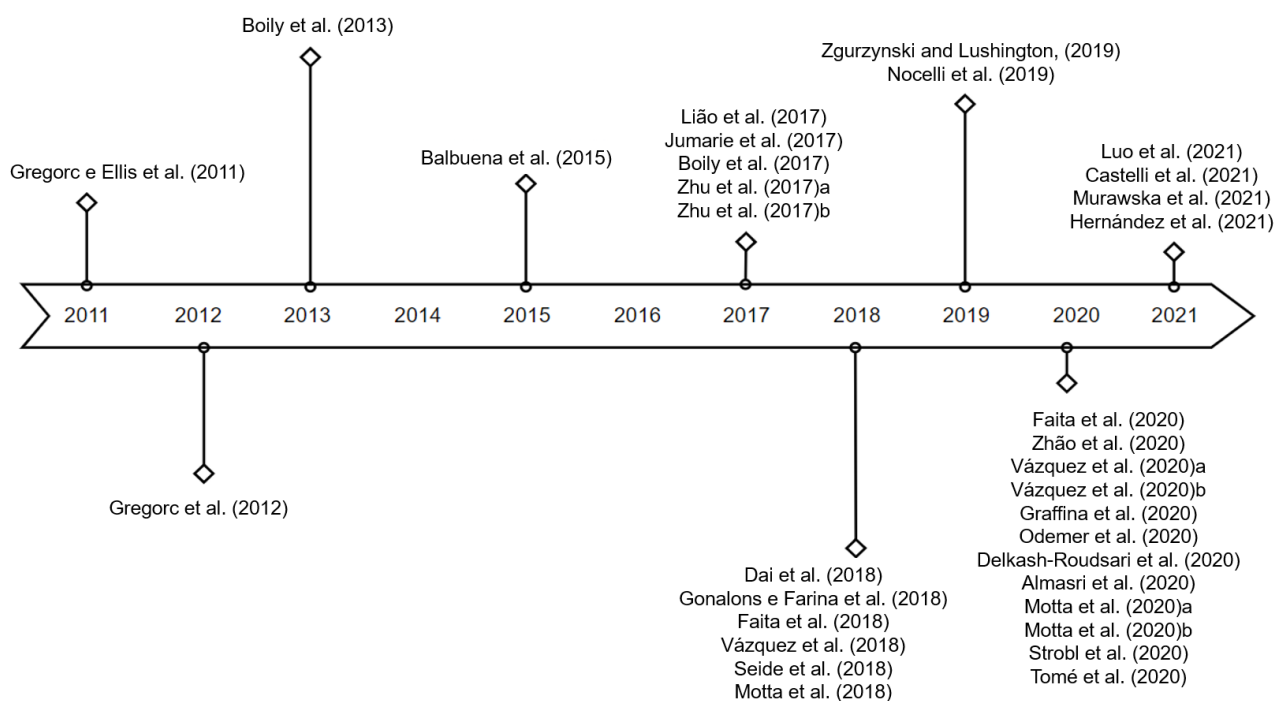 Boily et al. (2013)
Gregorc e Ellis et al. (2011)
Balbuena et al. (2015)
Lião et al. (2017)
Jumarie et al. (2017)
Boily et al. (2017)
Zhu et al. (2017)a
Zhu et al. (2017)b
Zgurzynski and Lushington, (2019)
Nocelli et al. (2019)
Luo et al. (2021)
Castelli et al. (2021)
Murawska et al. (2021)
Hernández et al. (2021)
2011 2012 2013 2014 2015 2016 2017 2018 2019 2020 2021
Gregorc et al. (2012)
Dai et al. (2018)
Gonalons e Farina et al. (2018)
Faita et al. (2018)
Vázquez et al. (2018)
Seide et al. (2018)
Motta et al. (2018)
Faita et al. (2020)
Zhão et al. (2020)
Vázquez et al. (2020)a
Vázquez et al. (2020)b
Graffina et al. (2020)
Odemer et al. (2020)
Delkash-Roudsari et al. (2020)
Almasri et al. (2020)
Motta et al. (2020)a
Motta et al. (2020)b
Strobl et al. (2020)
Tomé et al. (2020)